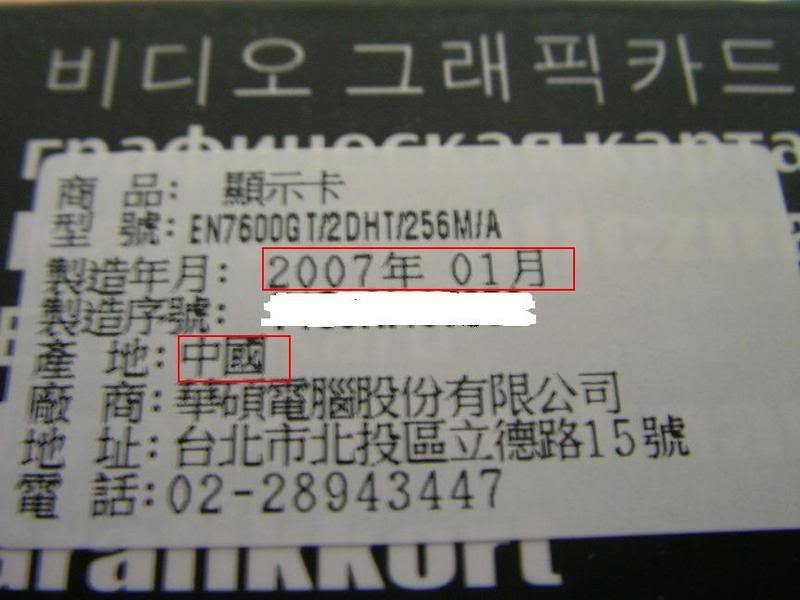 비디오 그래픽카드
графическая карта
商 品: 顯示卡
型 號: EN7600GT/2DHT/256M/A
製造年月: 2007年 01月
製造序號:
產 地: 中國
廠 商: 華碩電腦股份有限公司
地 址: 台北市北投區立德路15號
電 話: 02-28943447